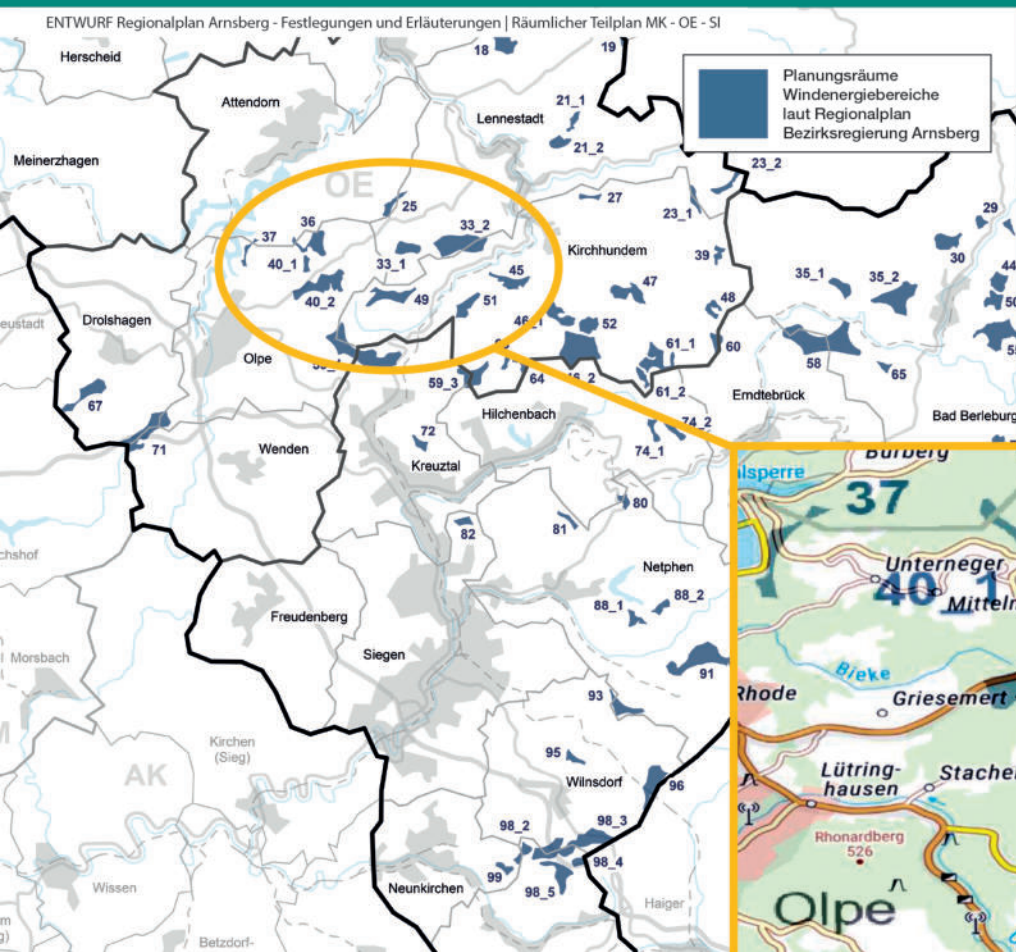 ENTWURF Regionalplan Arnsberg - Festlegungen und Erläuterungen | Räumlicher Teilplan MK - OE - SI
Planungsräume
Windenergiebereiche
laut Regionalplan
Bezirksregierung Arnsberg
Herscheid
18
19
Attendorn
21_1
Lennestadt
21_2
Meinerzhagen
23_2
OE
25
27
23_1
29
36
37
33_2
Kirchhundem
39
30
40_1
33_1
45
47
35_1
35_2
44
40_2
49
51
48
50
Drolshagen
52
60
61_1
58
Olpe
59_3
64
61_2
65
Erndtebrück
67
Hilchenbach
74_2
Bad Berleburg
72
74_1
71
Wenden
Kreuztal
80
82
81
Netphen
88_2
88_1
Freudenberg
Siegen
91
Morsbach
93
Kirchen
(Sieg)
AK
95
Wilnsdorf
96
98_2
98_3
98_4
99
98_5
Wissen
Neunkirchen
Haiger
Betzdorf-
Burberg
lsperre
37
Unterneger
40_1
Mitteln
Bieke
Rhode
Griesemert
Lütring-
hausen
Stachel
Rhonardberg
526
Olpe